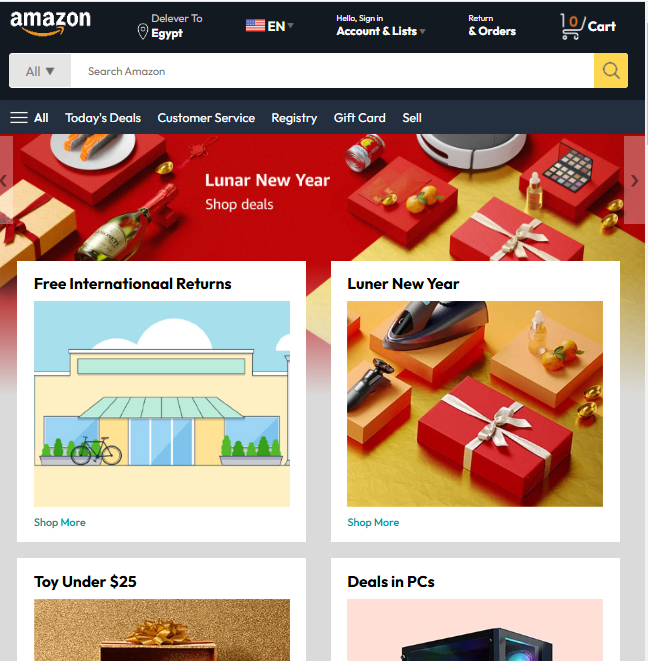 amazon
Delever To
Egypt
EN
Hello, Sign in
Account & Lists
Return
& Orders
0
Cart
All
Search Amazon
All
Today's Deals
Customer Service
Registry
Gift Card
Sell
Lunar New Year
Shop deals
Free Internationaal Returns
Luner New Year
Shop More
Shop More
Toy Under $25
Deals in PCs